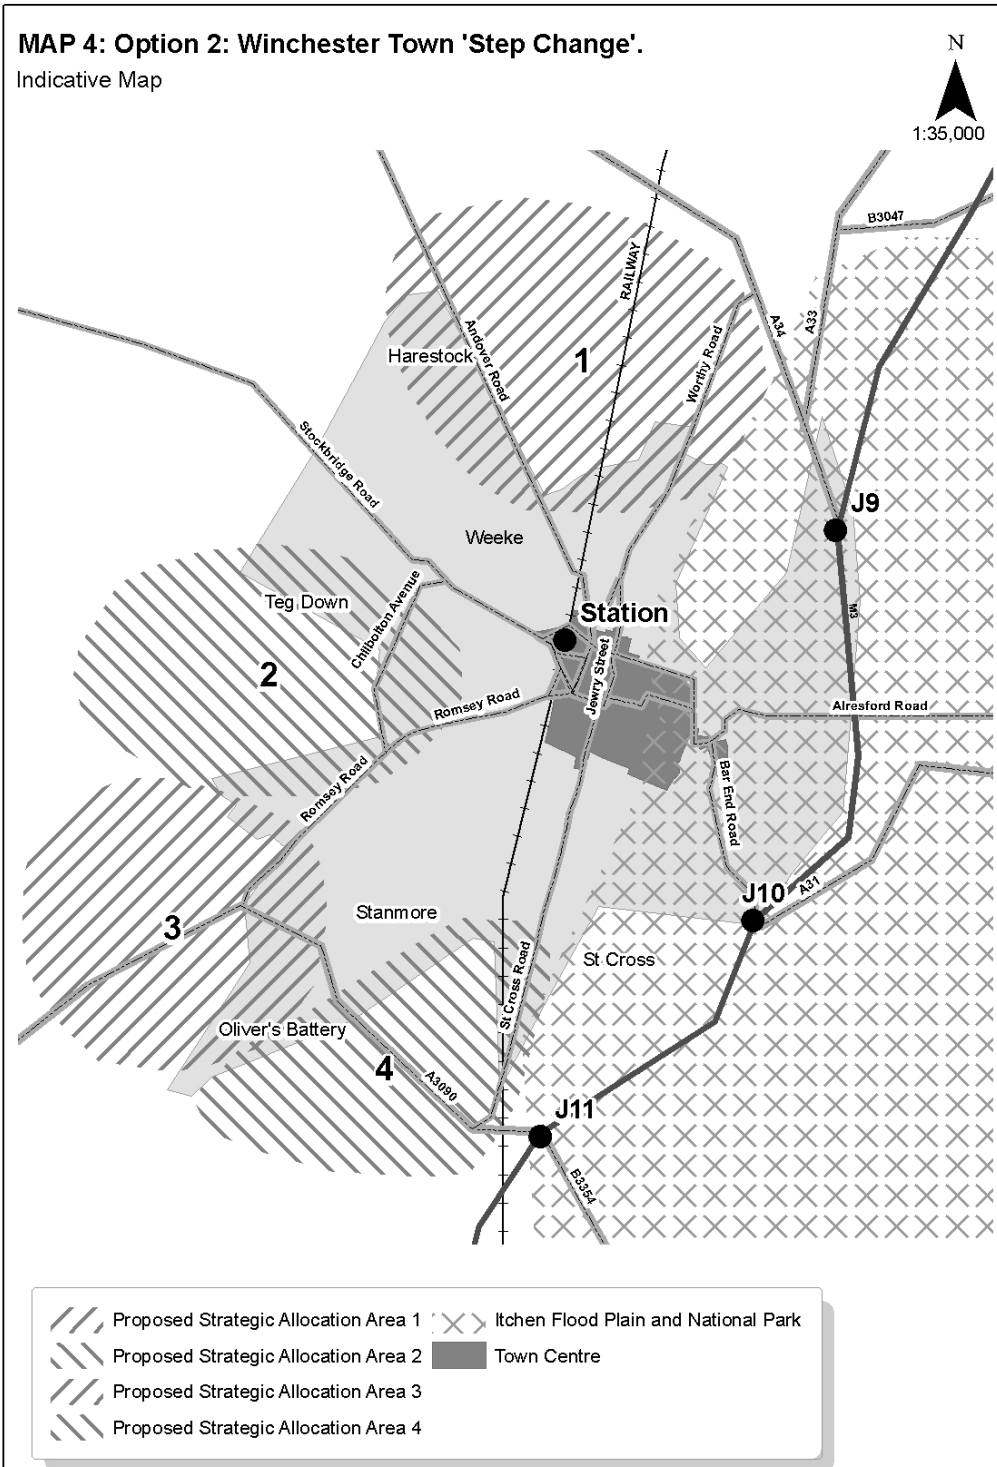 MAP 4: Option 2: Winchester Town 'Step Change'.
Indicative Map
N
1:35,000
B3047
RAILWAY
A34
A33
Andover Road
Harestock
1
Worthy Road
Stockbridge Road
J9
Weeke
Teg Down
Chilbolton Avenue
Station
M3
2
Jewry Street
Romsey Road
Alresford Road
Romsey Road
Bar End Road
J10
A31
Stanmore
3
St Cross
St Cross Road
Oliver's Battery
4
A3090
J11
B3354
Proposed Strategic Allocation Area 1
Proposed Strategic Allocation Area 2
Proposed Strategic Allocation Area 3
Proposed Strategic Allocation Area 4
Itchen Flood Plain and National Park
Town Centre